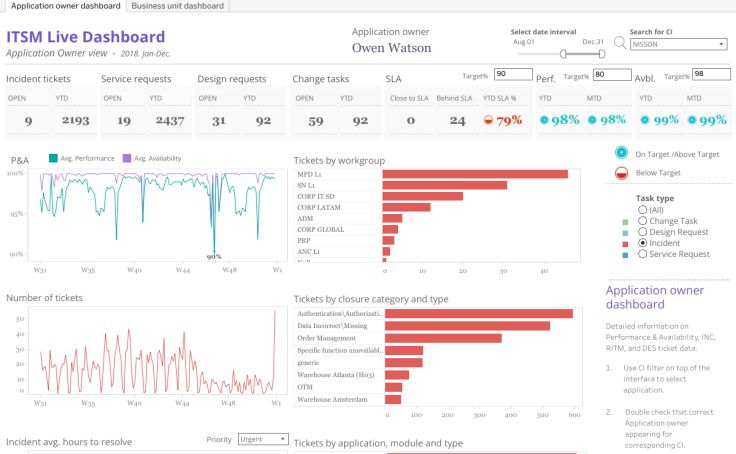 Application owner dashboard
Business unit dashboard
ITSM Live Dashboard
Application Owner view - 2018. Jan-Dec.
Application owner
Owen Watson
Select date interval
Aug.01
Dec.31
Search for CI
NISSON
Incident tickets
OPEN YTD
9 2193
Service requests
OPEN YTD
19 2437
Design requests
OPEN YTD
31 92
Change tasks
OPEN YTD
59 92
SLA Target% 90
Close to SLA Behind SLA YTD SLA %
0 24 79%
Perf. Target% 80
YTD MTD
98% 98%
Avbl. Target% 98
YTD MTD
99% 99%
On Target /Above Target
Below Target
Task type
(All)
Change Task
Design Request
Incident
Service Request
P&A
Avg. Performance
Avg. Availability
100%
95%
90%
90%
W31 W35 W40 W44 W48 W1
Tickets by workgroup
MPD L1
SN L1
CORP IT SD
CORP LATAM
ADM
CORP GLOBAL
PRP
ANC L1
0 10 20 30 40
Number of tickets
50
40
30
20
10
0
W31 W35 W40 W44 W48 W1
Tickets by closure category and type
Authentication\Authorizati..
Data Incorrect\Missing
Order Management
Specific function unavailabl..
generic
Warehouse Atlanta (H03)
OTM
Warehouse Amsterdam
0 100 200 300 400 500 600
Application owner
dashboard
Detailed information on
Performance & Availability, INC,
RITM, and DES ticket data.
1. Use CI filter on top of the
interface to select
application.
2. Double check that correct
Application owner
appearing for
corresponding CI.
Incident avg. hours to resolve
Priority Urgent
Tickets by application, module and type